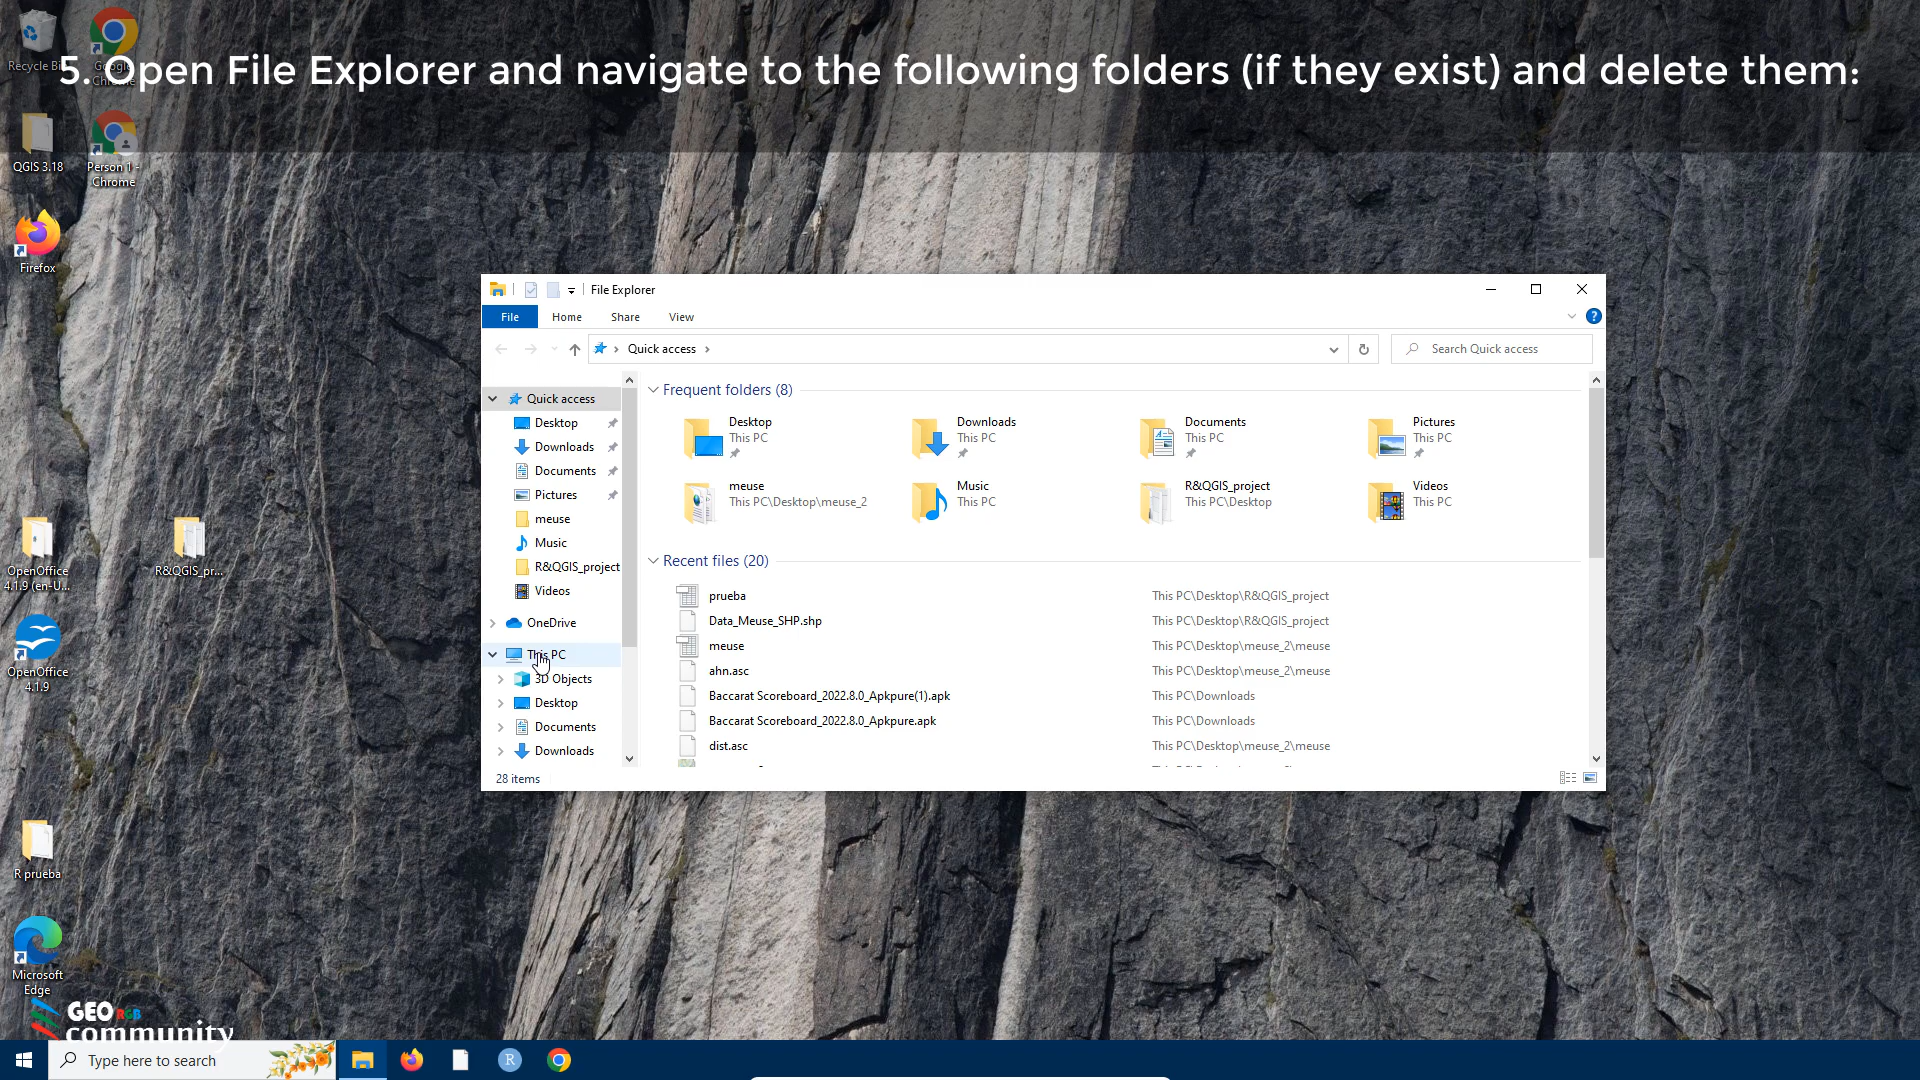 5. Open File Explorer and navigate to the following folders (if they exist) and delete them:
Recycle Bi
Google
Chrome
QGIS 3.18
Person 1 -
Chrome
Firefox
OpenOffice
4.1.9 (en-U...
R&QGIS_pr...
OpenOffice
4.1.9
R prueba
Microsoft
Edge
GEO RGB
community
File Explorer
File
Home
Share
View
Quick access
Search Quick access
Quick access
Desktop
Downloads
Documents
Pictures
meuse
Music
R&QGIS_project
Videos
OneDrive
This PC
3D Objects
Desktop
Documents
Downloads
Frequent folders (8)
Desktop
This PC
Downloads
This PC
Documents
This PC
Pictures
This PC
meuse
This PC\Desktop\meuse_2
Music
This PC
R&QGIS_project
This PC\Desktop
Videos
This PC
Recent files (20)
prueba This PC\Desktop\R&QGIS_project
Data_Meuse_SHP.shp This PC\Desktop\R&QGIS_project
meuse This PC\Desktop\meuse_2\meuse
ahn.asc This PC\Desktop\meuse_2\meuse
Baccarat Scoreboard_2022.8.0_Apkpure(1).apk This PC\Downloads
Baccarat Scoreboard_2022.8.0_Apkpure.apk This PC\Downloads
dist.asc This PC\Desktop\meuse_2\meuse
28 items
Type here to search
R